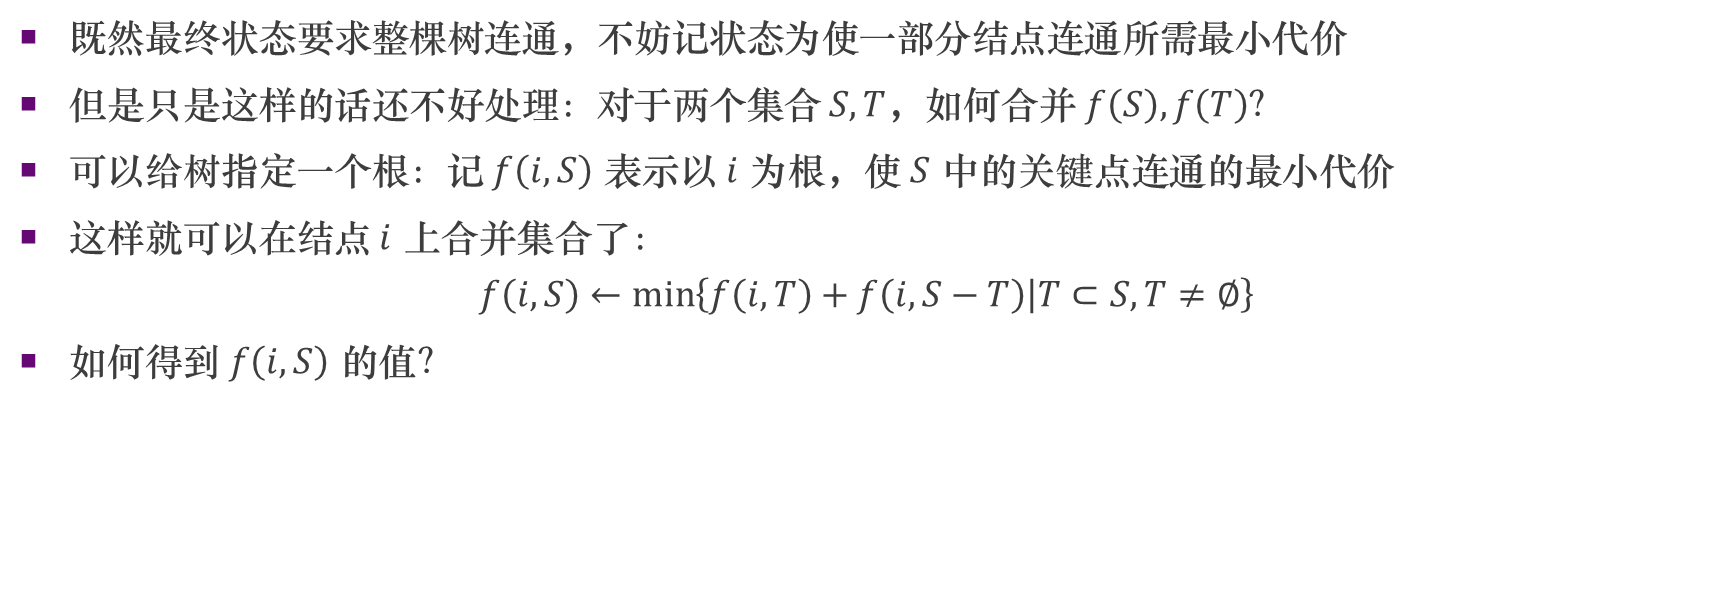 ▪ 既然最终状态要求整棵树连通，不妨记状态为使一部分结点连通所需最小代价
▪ 但是只是这样的话还不好处理：对于两个集合 S, T，如何合并 f(S), f(T)?
▪ 可以给树指定一个根：记 f(i, S) 表示以 i 为根，使 S 中的关键点连通的最小代价
▪ 这样就可以在结点 i 上合并集合了：
f(i, S) ← min{f(i, T) + f(i, S − T)|T ⊂ S, T ≠ ∅}
▪ 如何得到 f(i, S) 的值?